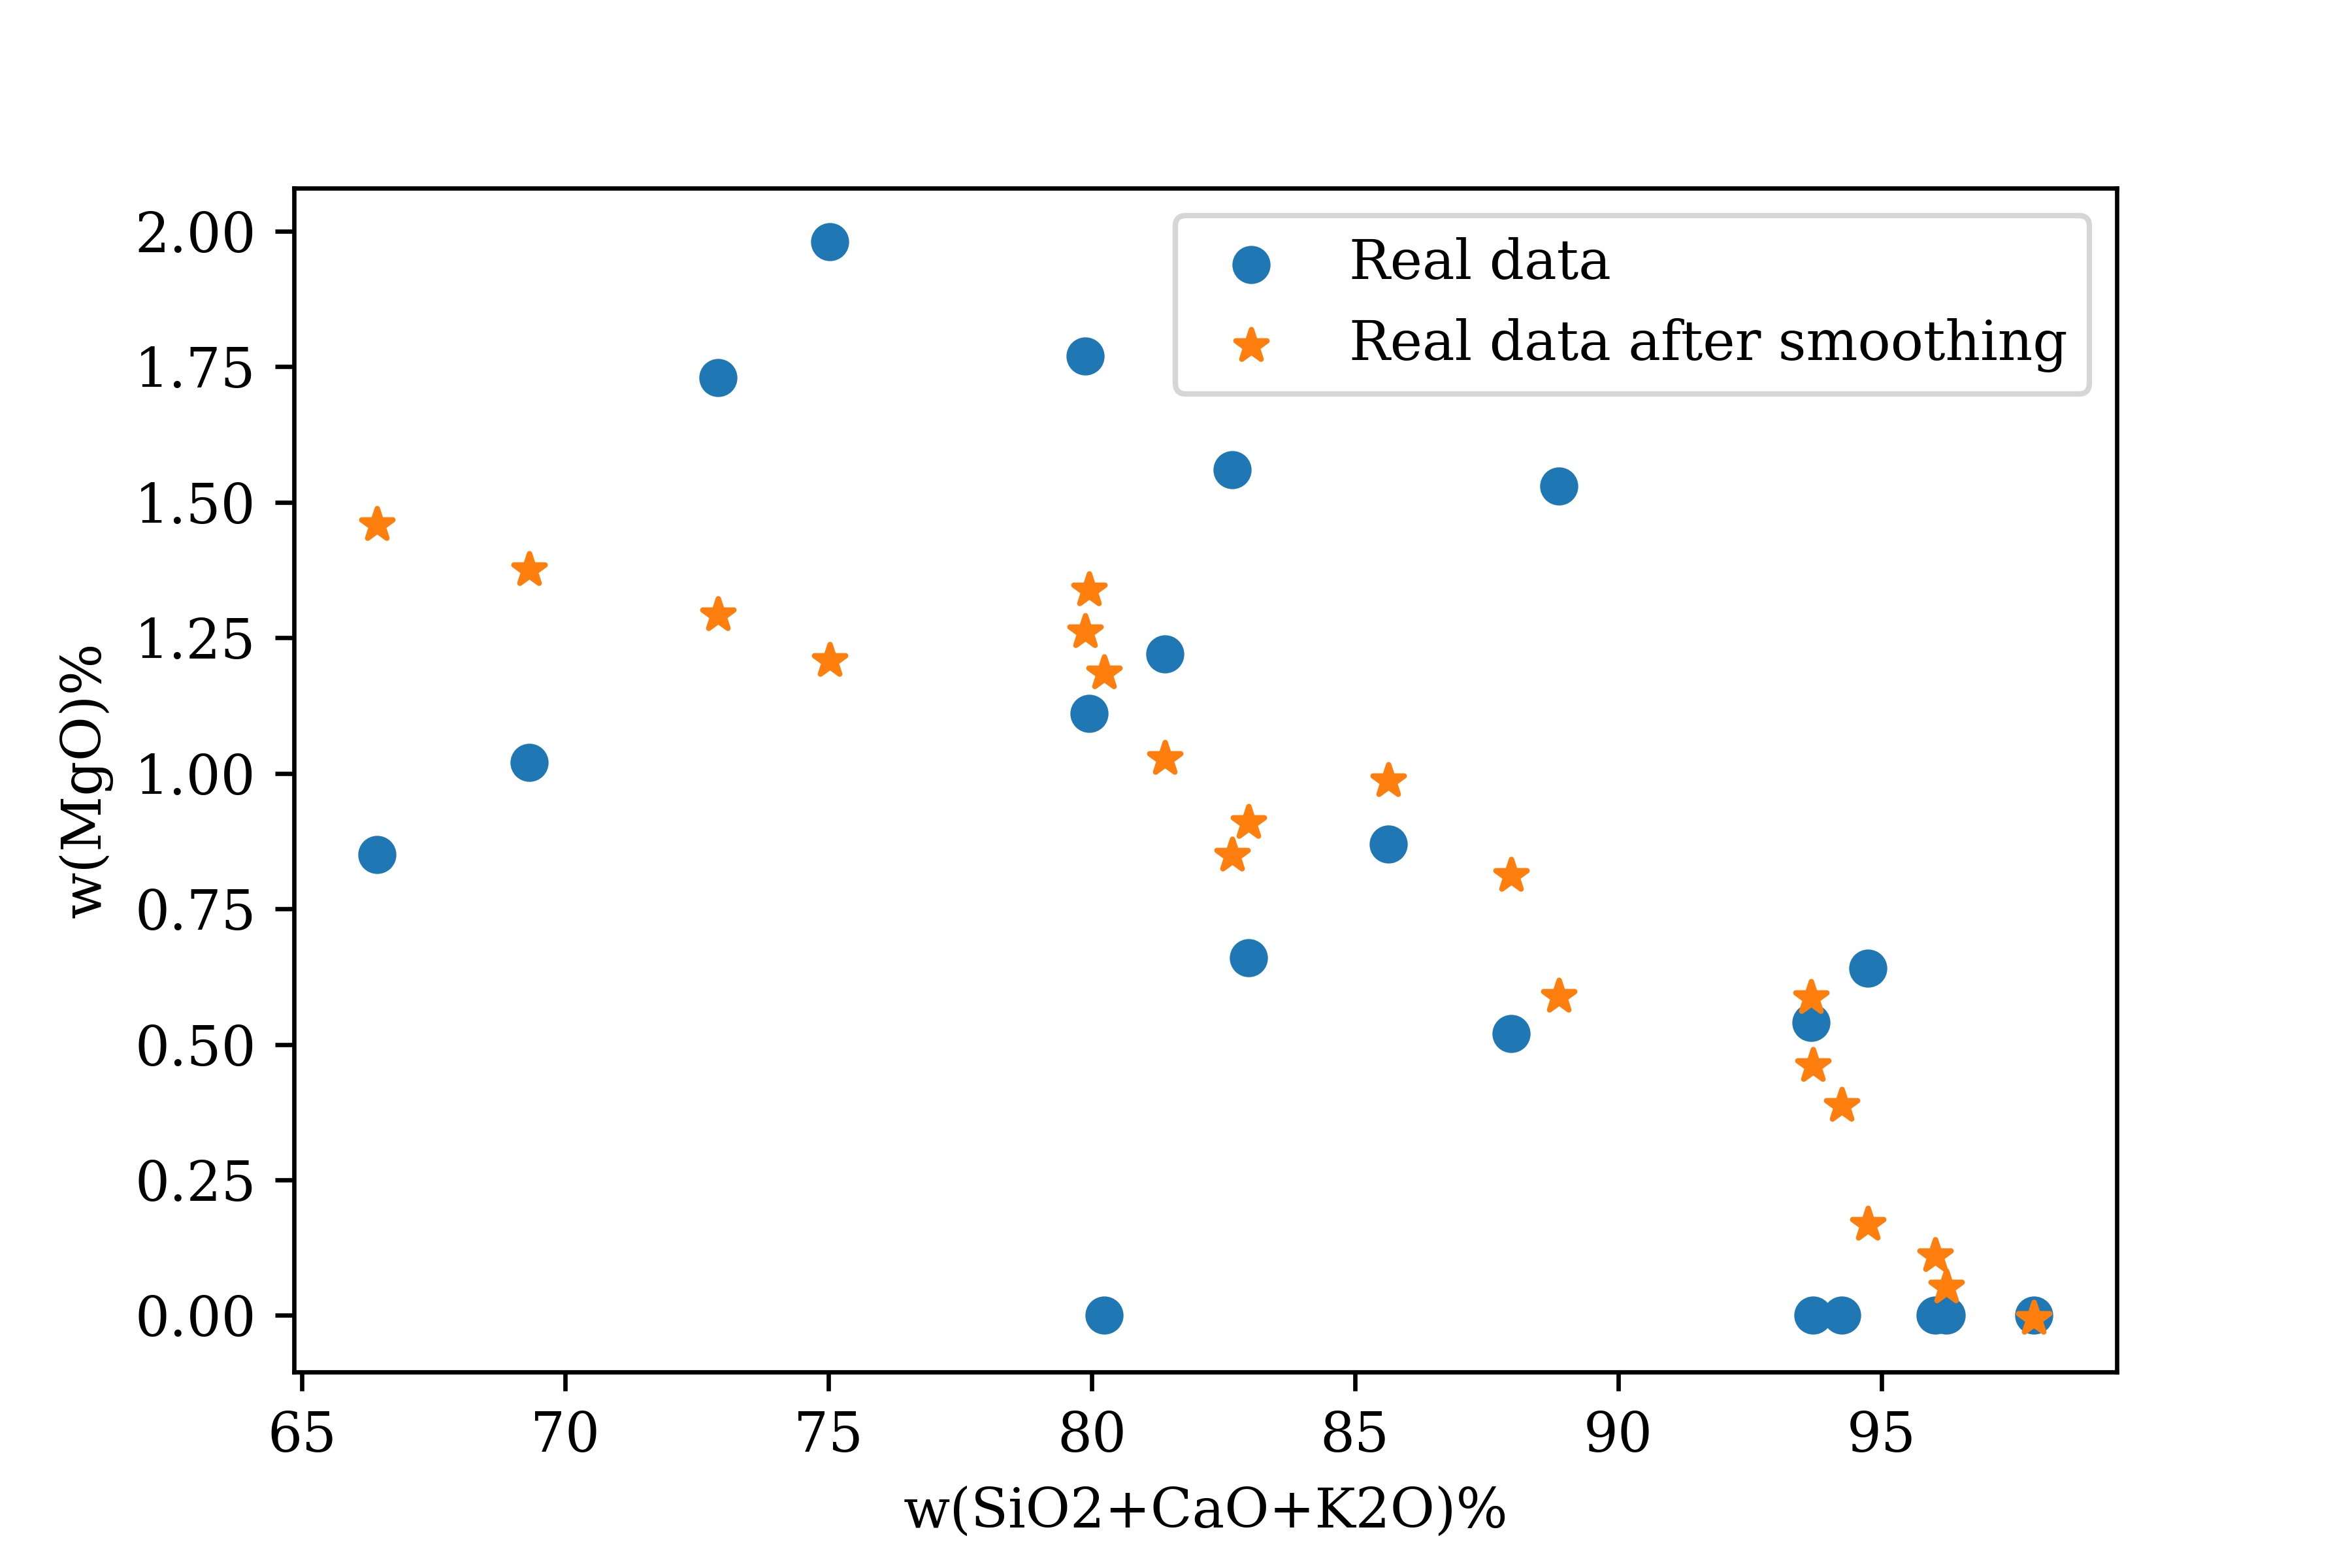 Real data
Real data after smoothing
2.00
1.75
1.50
1.25
1.00
0.75
0.50
0.25
0.00
w(MgO)%
65 70 75 80 85 90 95
w(SiO2+CaO+K2O)%